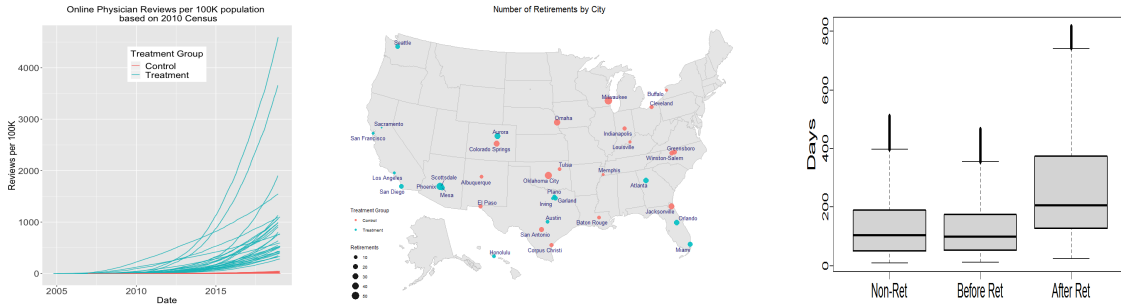 Online Physician Reviews per 100K population
based on 2010 Census
Reviews per 100K
4000
3000
2000
1000
0
Treatment Group
Control
Treatment
2005
2010
2015
Date
Number of Retirements by City
Seattle
Sacramento
San Francisco
Los Angeles
San Diego
Scottsdale
Phoenix
Mesa
Aurora
Colorado Springs
Albuquerque
El Paso
Omaha
Tulsa
Oklahoma City
Plano
Garland
Irving
Austin
San Antonio
Corpus Christi
Honolulu
Milwaukee
Indianapolis
Louisville
Memphis
Baton Rouge
Buffalo
Cleveland
Greensboro
Winston-Salem
Atlanta
Jacksonville
Orlando
Miami
Treatment Group
Control
Treatment
Retirements
10
20
30
40
50
Days
800
600
400
200
0
Non-Ret
Before Ret
After Ret